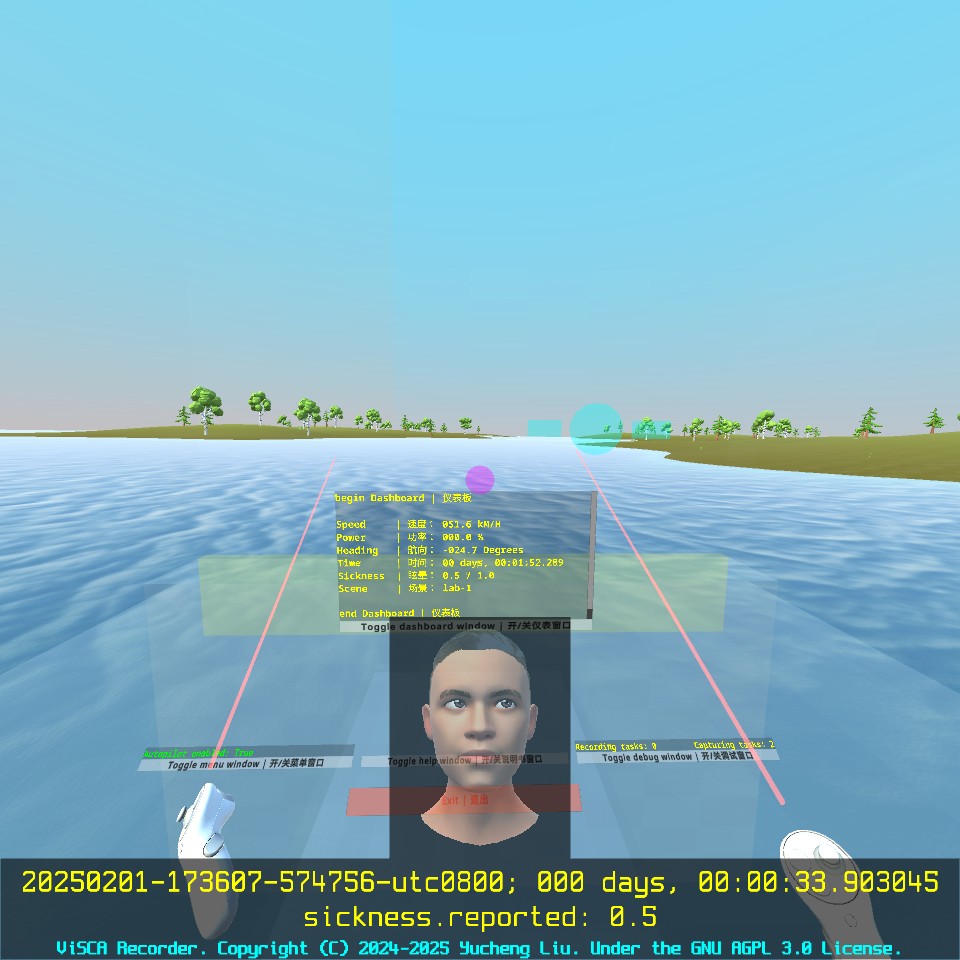 begin Dashboard | 仪表板
Speed | 速度： 051.6 kM/H
Power | 功率： 000.0 %
Heading | 航向： -024.7 Degrees
Time | 时间： 00 days, 00:01:52.289
Sickness | 眩晕： 0.5 / 1.0
Scene | 场景： lab-1
end Dashboard | 仪表板
Toggle dashboard window | 开/关仪表窗口
Autopilot enabled: True
Toggle menu window | 开/关菜单窗口
Toggle help window | 开/关说明书窗口
Recording tasks: 0 Capturing tasks: 2
Toggle debug window | 开/关调试窗口
Exit | 退出
20250201-173607-574756-utc0800; 000 days, 00:00:33.903045
sickness.reported: 0.5
ViSCA Recorder. Copyright (C) 2024-2025 Yucheng Liu. Under the GNU AGPL 3.0 License.